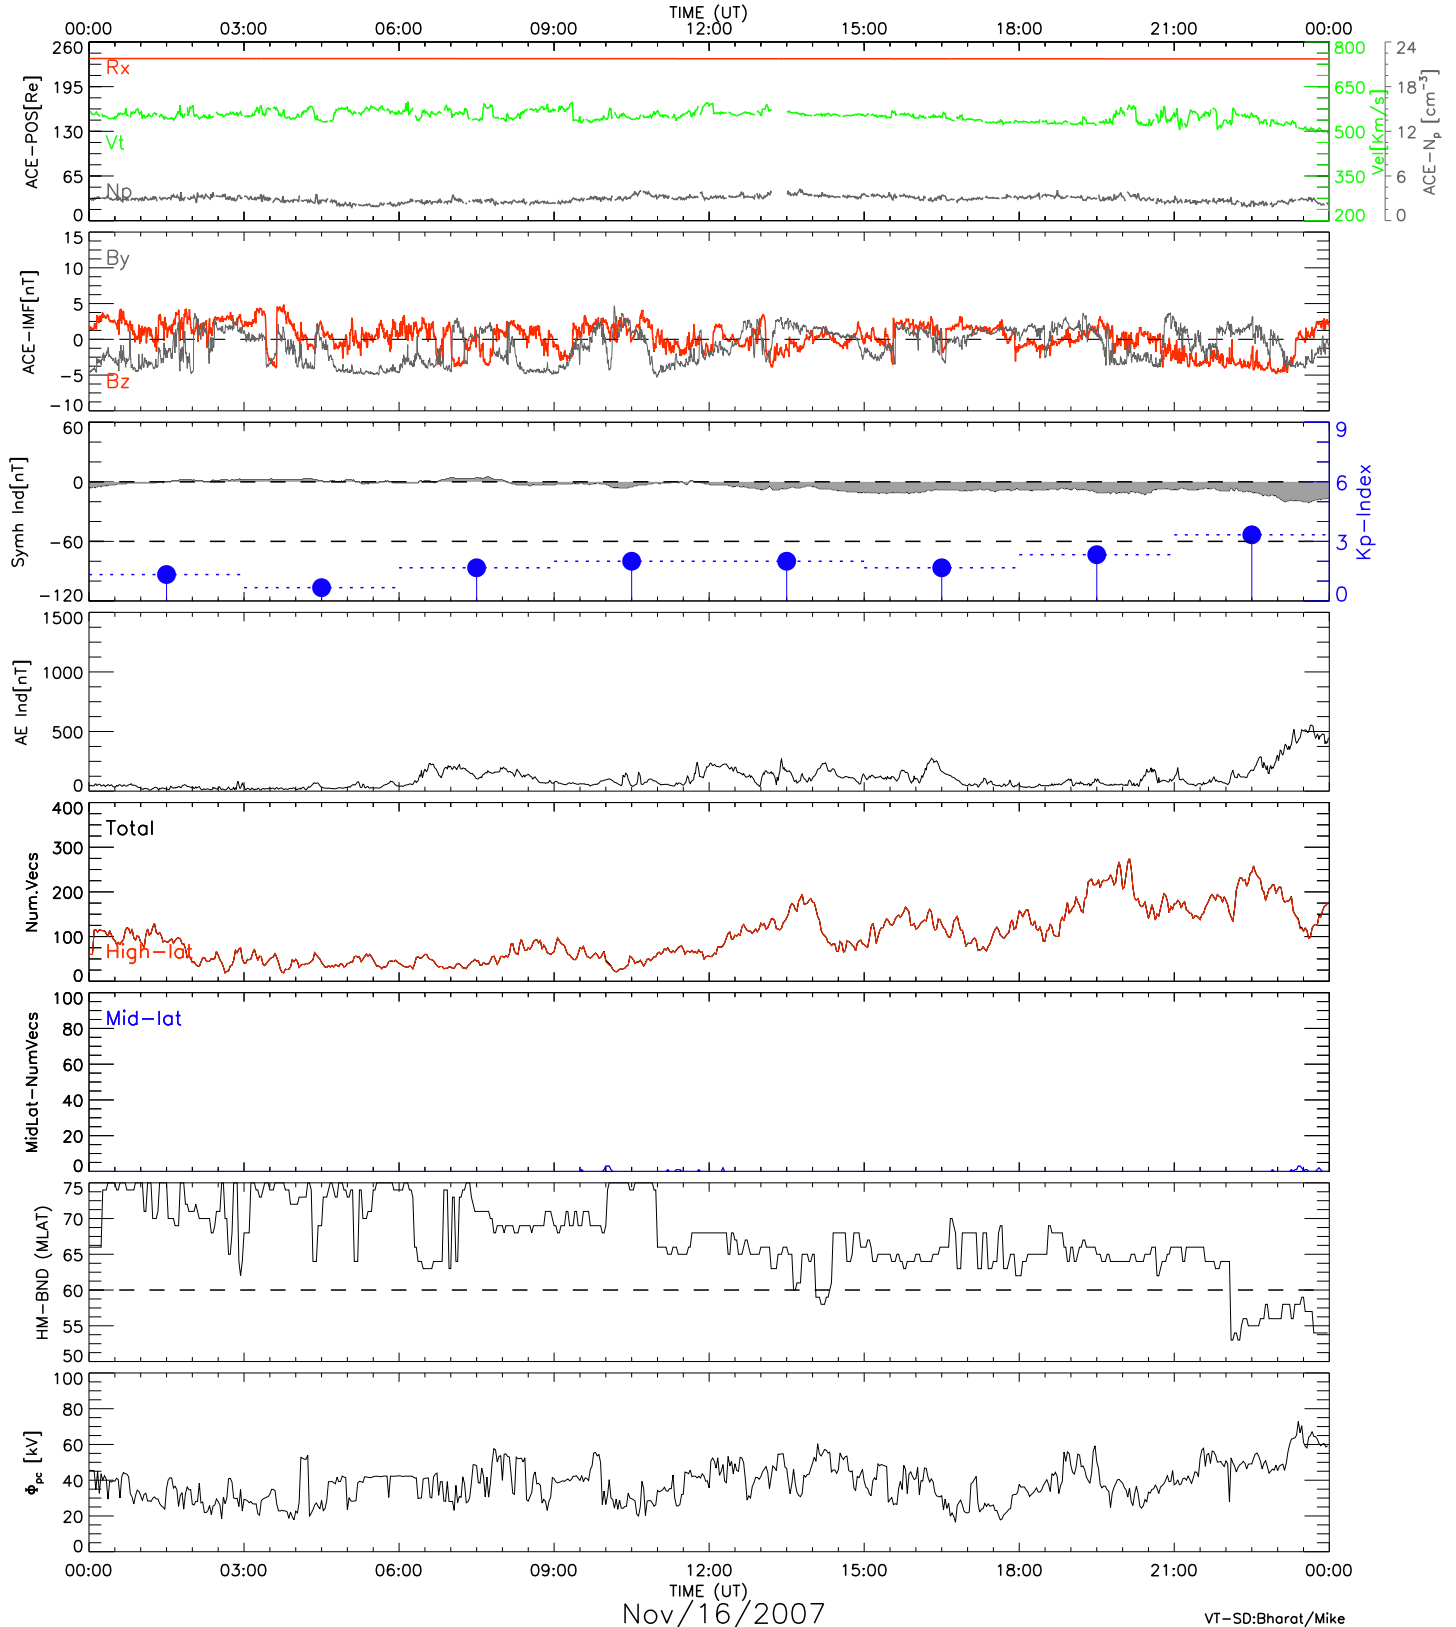 TIME (UT)
00:00 03:00 06:00 09:00 12:00 15:00 18:00 21:00 00:00
260 195 130 65 0
ACE-POS[Re]
Rx
Vt
Np
800 650 500 350 200
Vel[Km/s]
24 18 12 6 0
ACE-Np [cm-3]
15 10 5 0 -5 -10
ACE-IMF[nT]
By
Bz
60 0 -60 -120
Symh Ind[nT]
9 6 3 0
Kp-Index
1500 1000 500 0
AE Ind[nT]
400 300 200 100 0
Num.Vecs
Total
High-lat
100 80 60 40 20 0
MidLat-NumVecs
Mid-lat
75 70 65 60 55 50
HM-BND (MLAT)
100 80 60 40 20 0
Φpc [kV]
00:00 03:00 06:00 09:00 12:00 15:00 18:00 21:00 00:00
TIME (UT)
Nov/16/2007
VT-SD:Bharat/Mike